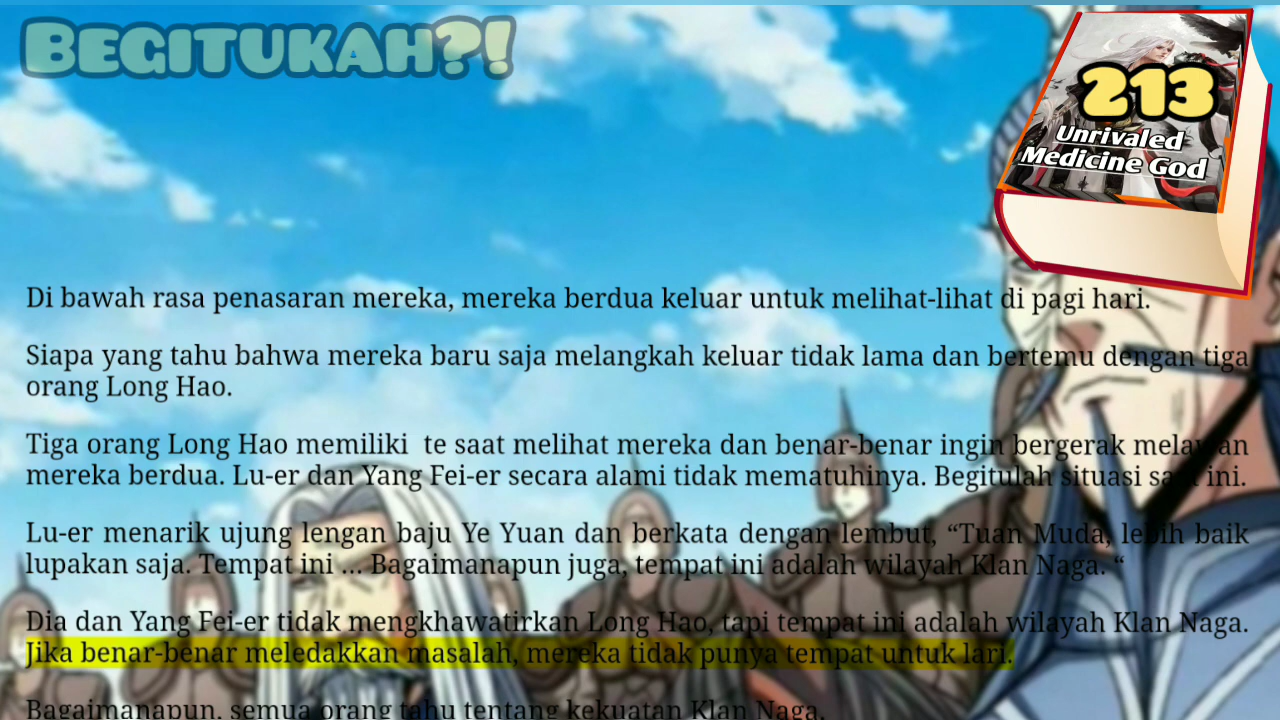 BEGITUKAH?!
213
Unrivaled
Medicine God
Di bawah rasa penasaran mereka, mereka berdua keluar untuk melihat-lihat di pagi hari.
Siapa yang tahu bahwa mereka baru saja melangkah keluar tidak lama dan bertemu dengan tiga
orang Long Hao.
Tiga orang Long Hao memiliki te saat melihat mereka dan benar-benar ingin bergerak melawan
mereka berdua. Lu-er dan Yang Fei-er secara alami tidak mematuhinya. Begitulah situasi saat ini.
Lu-er menarik ujung lengan baju Ye Yuan dan berkata dengan lembut, “Tuan Muda, lebih baik
lupakan saja. Tempat ini ... Bagaimanapun juga, tempat ini adalah wilayah Klan Naga. “
Dia dan Yang Fei-er tidak mengkhawatirkan Long Hao, tapi tempat ini adalah wilayah Klan Naga.
Jika benar-benar meledakkan masalah, mereka tidak punya tempat untuk lari.
Bagaimanapun, semua orang tahu tentang kekuatan Klan Naga.